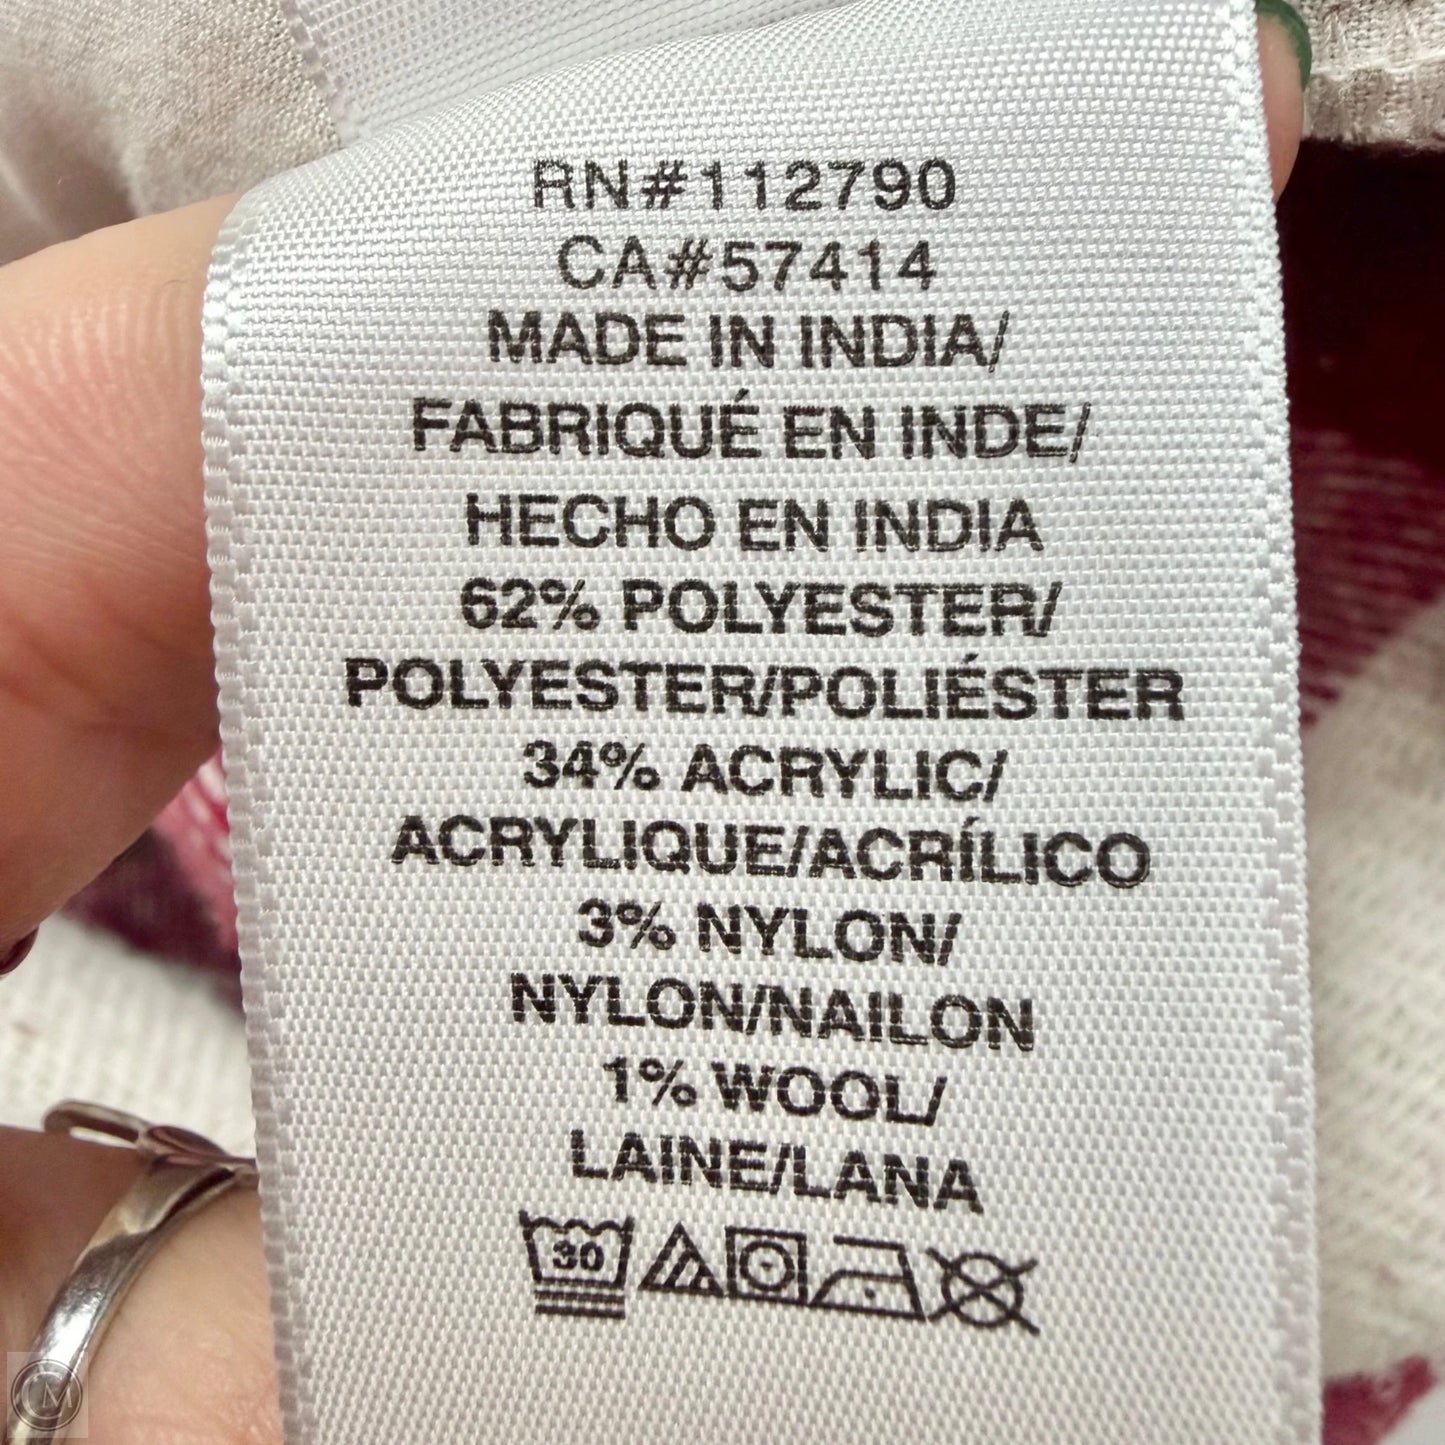 RN#112790
CA#57414
MADE IN INDIA/
FABRIQUÉ EN INDE/
HECHO EN INDIA
62% POLYESTER/
POLYESTER/POLIÉSTER
34% ACRYLIC/
ACRYLIQUE/ACRÍLICO
3% NYLON/
NYLON/NAILON
1% WOOL/
LAINE/LANA
30
CM